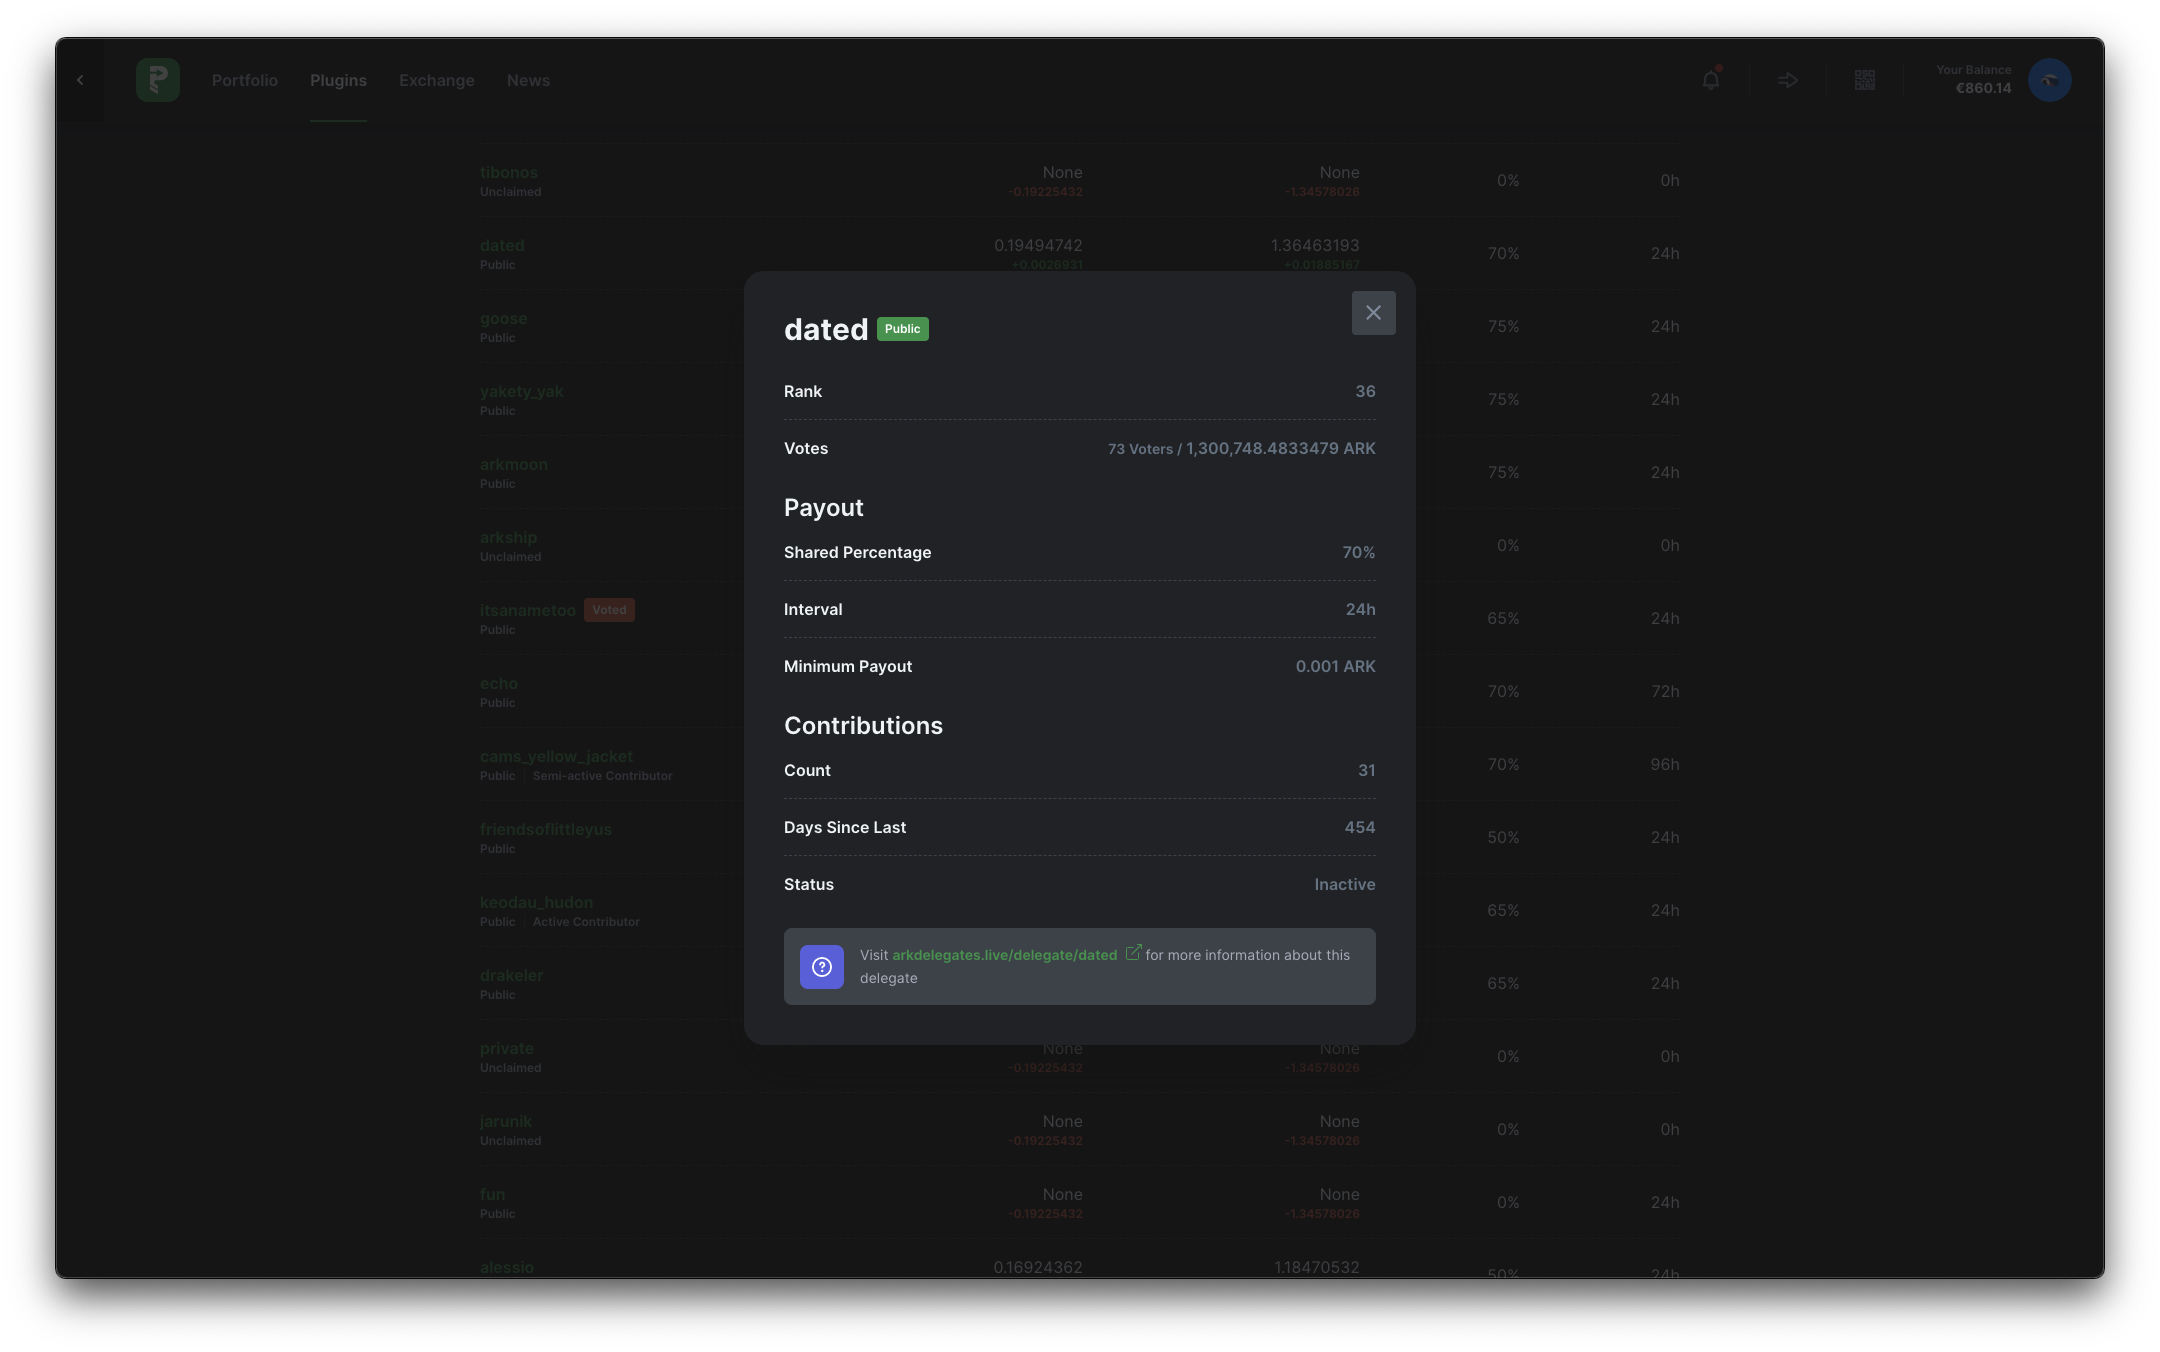 Portfolio Plugins Exchange News
Your Balance
€860.14
tibonos None None 0% 0h
Unclaimed -0.19225432 -1.34578026
dated 0.19494742 1.36463193 70% 24h
Public +0.0026931 +0.01885167
goose 75% 24h
Public
yakety_yak 75% 24h
Public
arkmoon 75% 24h
Public
arkship 0% 0h
Unclaimed
itsanametoo Voted 65% 24h
Public
echo 70% 72h
Public
cams_yellow_jacket 70% 96h
Public Semi-active Contributor
friendsoflittleyus 50% 24h
Public
keodau_hudon 65% 24h
Public Active Contributor
drakeler 65% 24h
Public
private None None 0% 0h
Unclaimed -0.19225432 -1.34578026
jarunik None None 0% 0h
Unclaimed -0.19225432 -1.34578026
fun None None 0% 24h
Public -0.19225432 -1.34578026
alessio 0.16924362 1.18470532 50% 24h
dated Public
Rank 36
Votes 73 Voters / 1,300,748.4833479 ARK
Payout
Shared Percentage 70%
Interval 24h
Minimum Payout 0.001 ARK
Contributions
Count 31
Days Since Last 454
Status Inactive
Visit arkdelegates.live/delegate/dated for more information about this
delegate